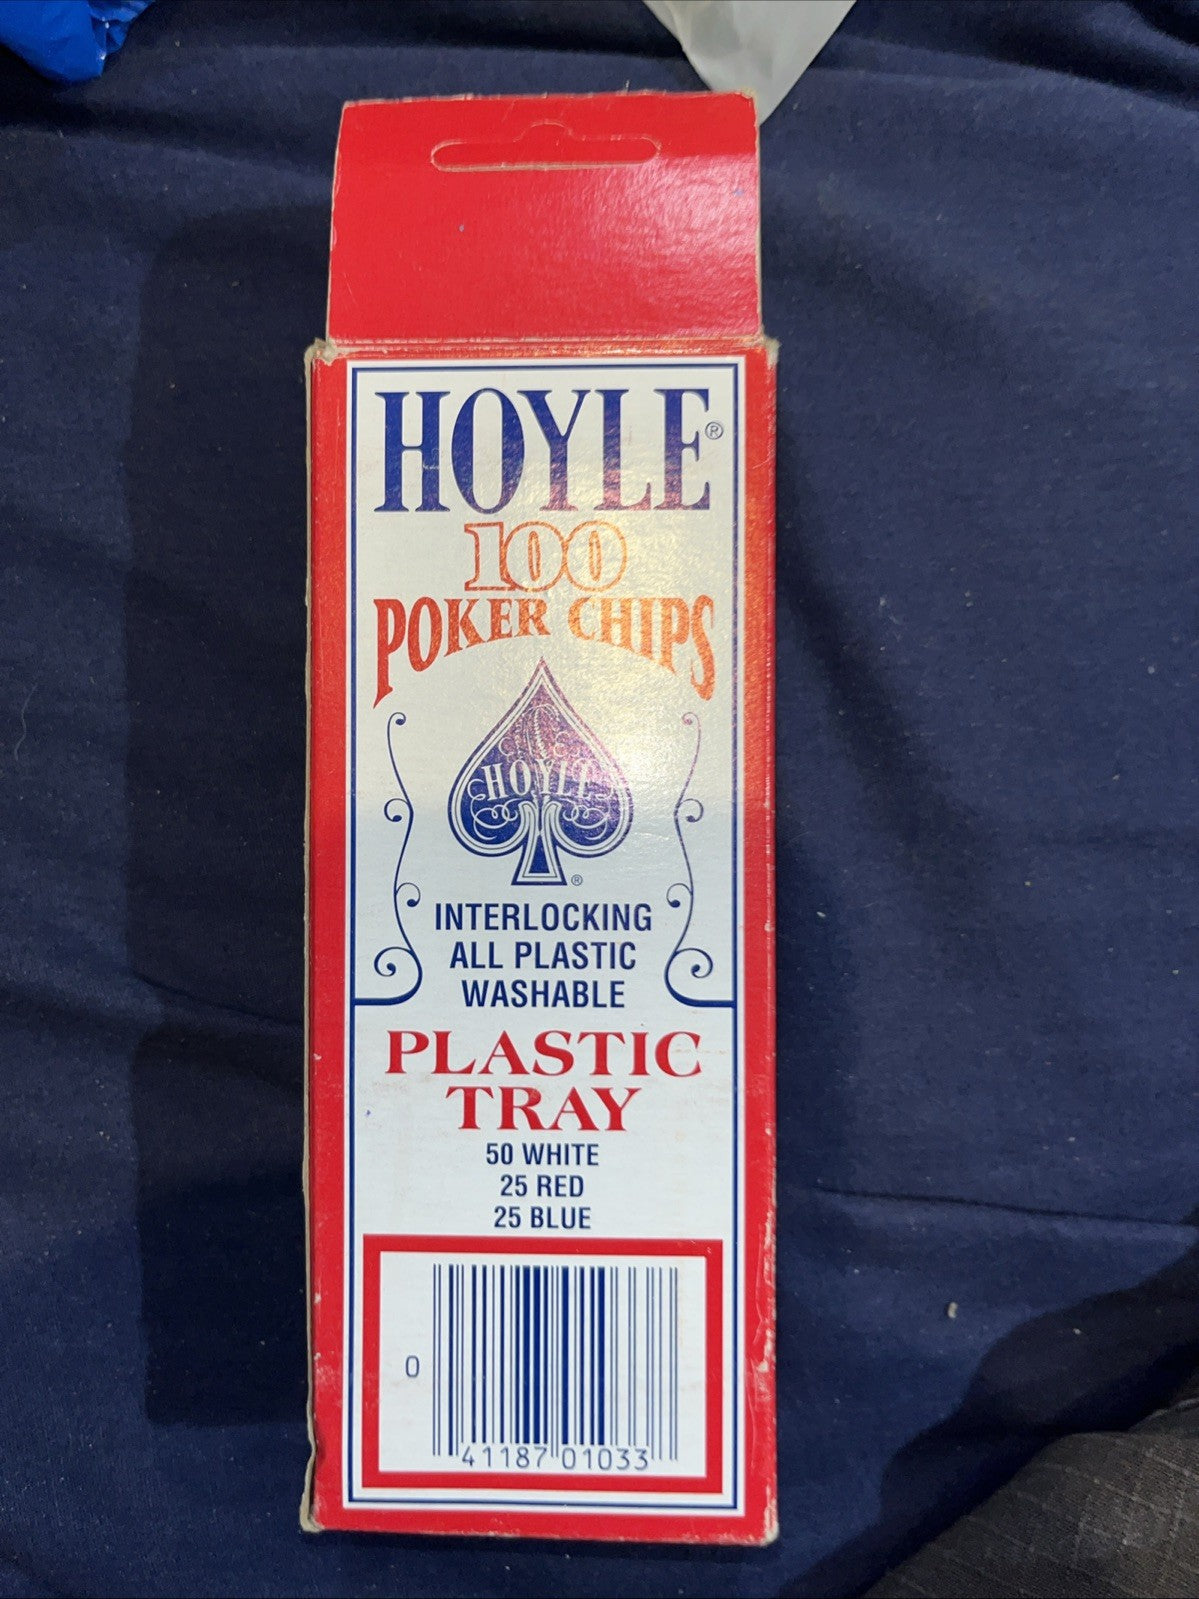 HOYLE®
100
POKER CHIPS
HOYLE
®
INTERLOCKING
ALL PLASTIC
WASHABLE
PLASTIC
TRAY
50 WHITE
25 RED
25 BLUE
0
41187 01033